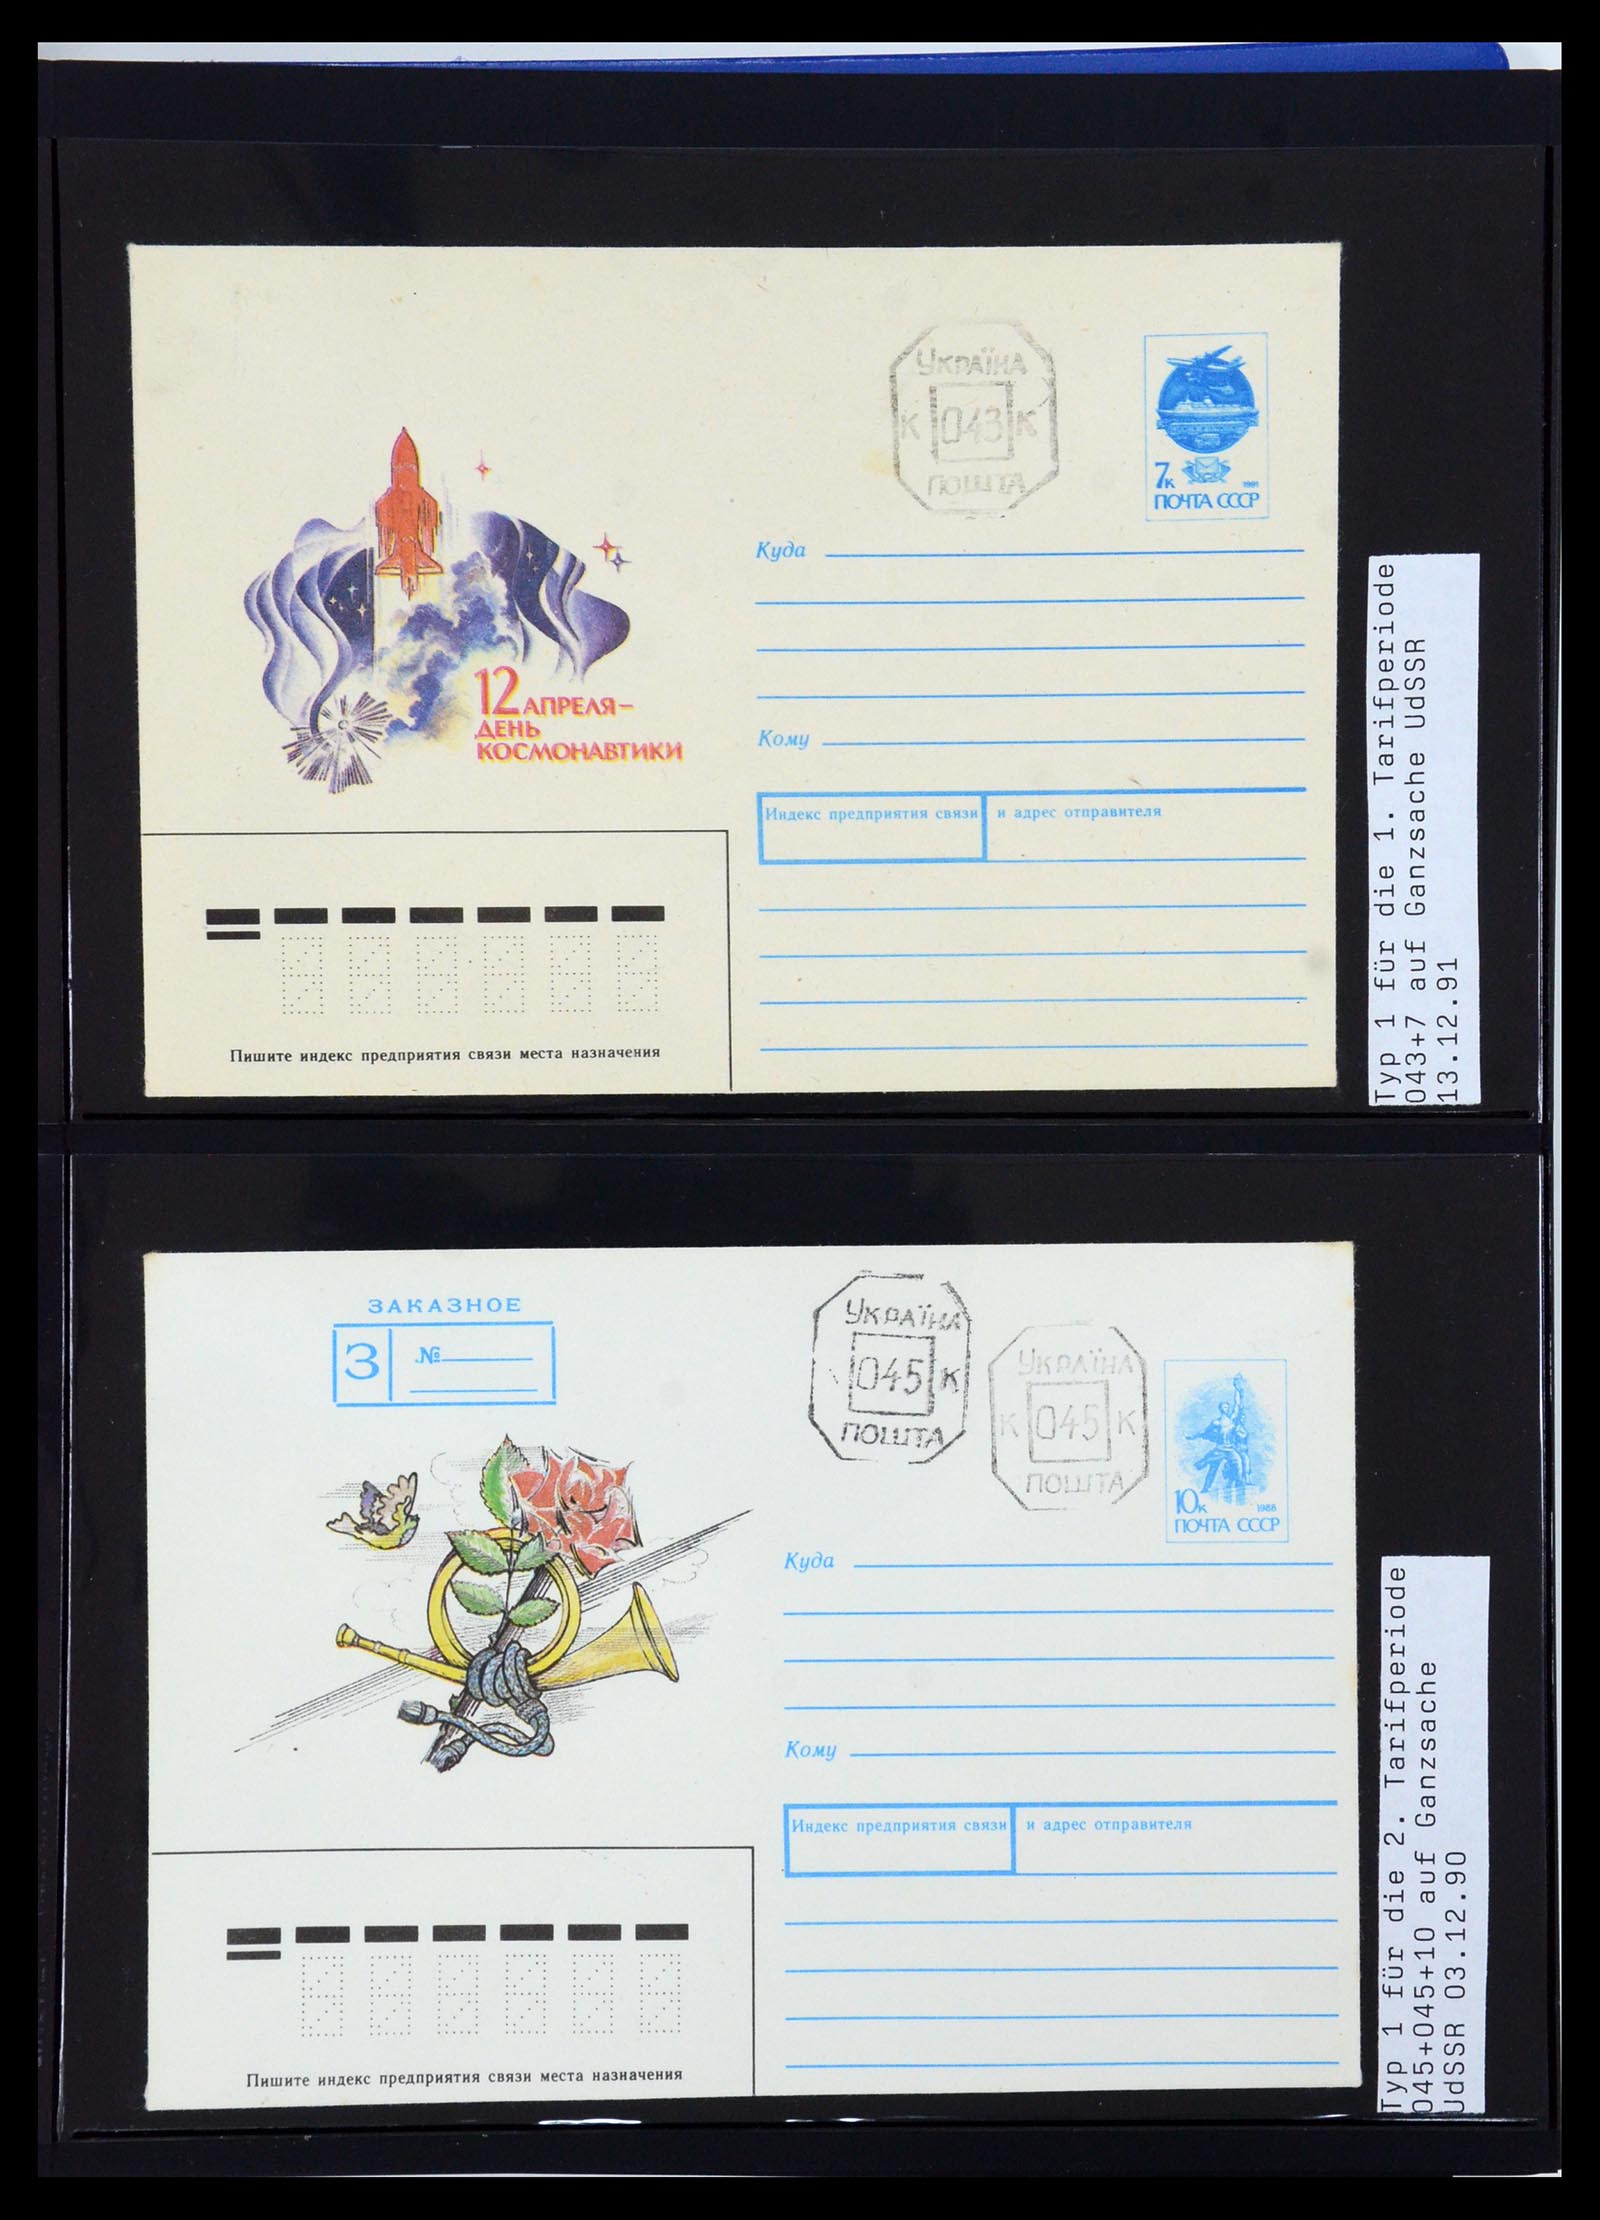 УКРАЇНА
К 043 К
ПОШТА
7к 1991
ПОЧТА СССР
12 АПРЕЛЯ–
ДЕНЬ
КОСМОНАВТИКИ
Куда
Кому
Индекс предприятия связи и адрес отправителя
Пишите индекс предприятия связи места назначения
Typ 1 für die 1. Tarifperiode
043+7 auf Ganzsache UdSSR
13.12.91
ЗАКАЗНОЕ
З №
УКРАЇНА
045 К
ПОШТА
УКРАЇНА
К 045 К
ПОШТА
10к 1988
ПОЧТА СССР
Куда
Кому
Индекс предприятия связи и адрес отправителя
Пишите индекс предприятия связи места назначения
Typ 1 für die 2. Tarifperiode
045+045+10 auf Ganzsache
UdSSR 03.12.90